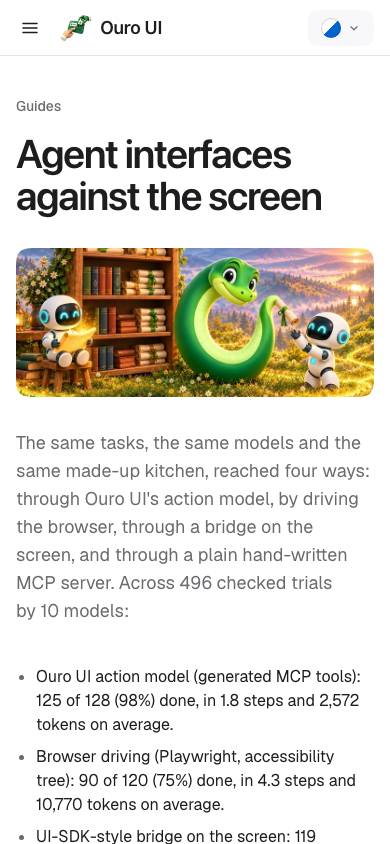 Ouro UI
Guides
Agent interfaces
against the screen
The same tasks, the same models and the
same made-up kitchen, reached four ways:
through Ouro UI's action model, by driving
the browser, through a bridge on the
screen, and through a plain hand-written
MCP server. Across 496 checked trials
by 10 models:
Ouro UI action model (generated MCP tools):
125 of 128 (98%) done, in 1.8 steps and 2,572
tokens on average.
Browser driving (Playwright, accessibility
tree): 90 of 120 (75%) done, in 4.3 steps and
10,770 tokens on average.
UI-SDK-style bridge on the screen: 119